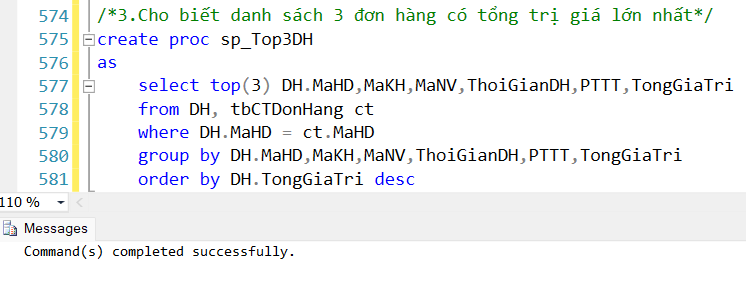 574 /*3.Cho biết danh sách 3 đơn hàng có tổng trị giá lớn nhất*/
575 create proc sp_Top3DH
576 as
577 select top(3) DH.MaHD,MaKH,MaNV,ThoiGianDH,PTTT,TongGiaTri
578 from DH, tbCTDonHang ct
579 where DH.MaHD = ct.MaHD
580 group by DH.MaHD,MaKH,MaNV,ThoiGianDH,PTTT,TongGiaTri
581 order by DH.TongGiaTri desc
110 %
Messages
Command(s) completed successfully.